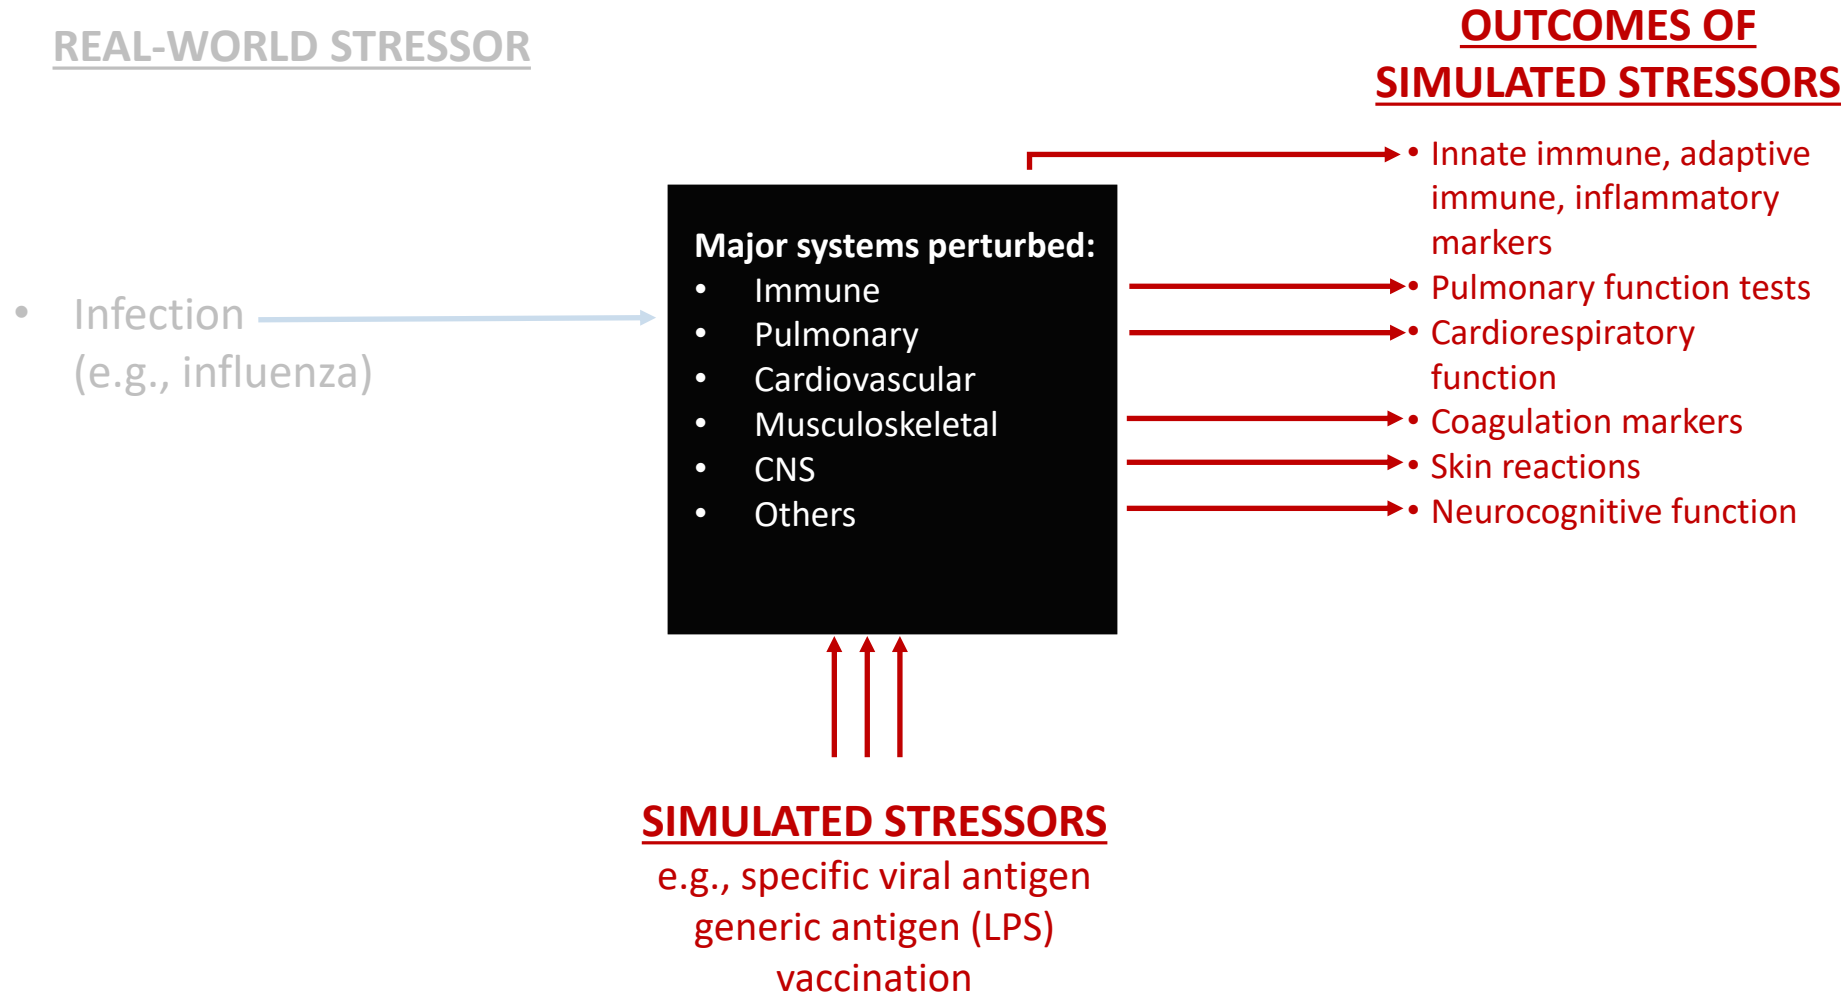 REAL-WORLD STRESSOR
• Infection
(e.g., influenza)
Major systems perturbed:
• Immune
• Pulmonary
• Cardiovascular
• Musculoskeletal
• CNS
• Others
SIMULATED STRESSORS
e.g., specific viral antigen
generic antigen (LPS)
vaccination
OUTCOMES OF
SIMULATED STRESSORS
• Innate immune, adaptive
immune, inflammatory
markers
• Pulmonary function tests
• Cardiorespiratory
function
• Coagulation markers
• Skin reactions
• Neurocognitive function